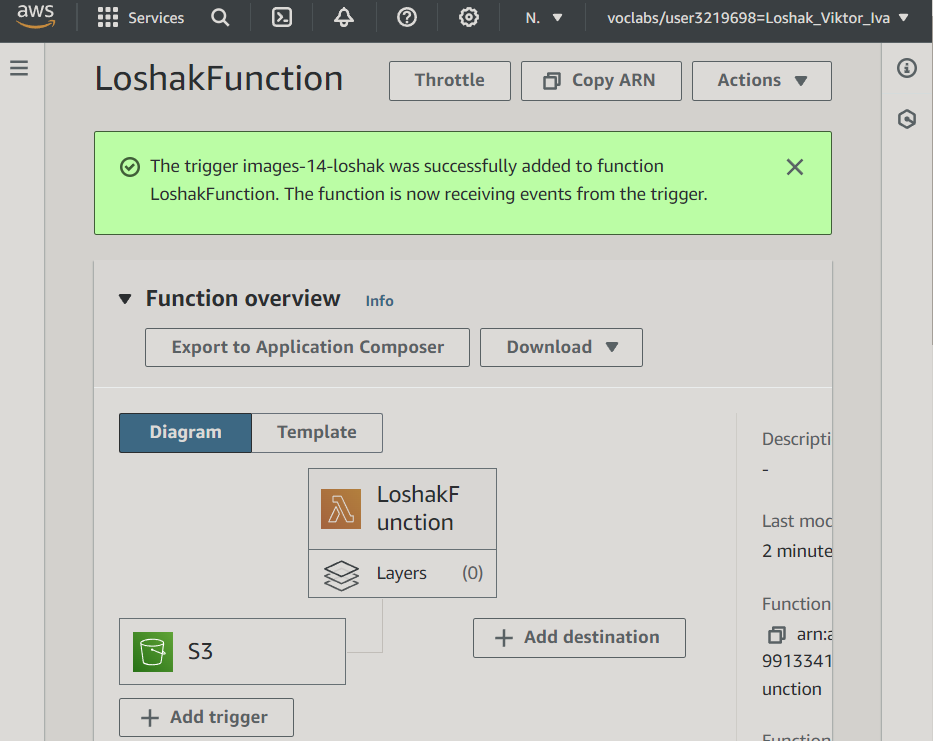 aws Services N. voclabs/user3219698=Loshak_Viktor_Iva
LoshakFunction Throttle Copy ARN Actions
The trigger images-14-loshak was successfully added to function
LoshakFunction. The function is now receiving events from the trigger.
Function overview Info
Export to Application Composer Download
Diagram Template
LoshakF
unction
Layers (0)
S3
Add destination
Add trigger
Descripti
-
Last mod
2 minute
Function
arn:a
9913341
unction
Function